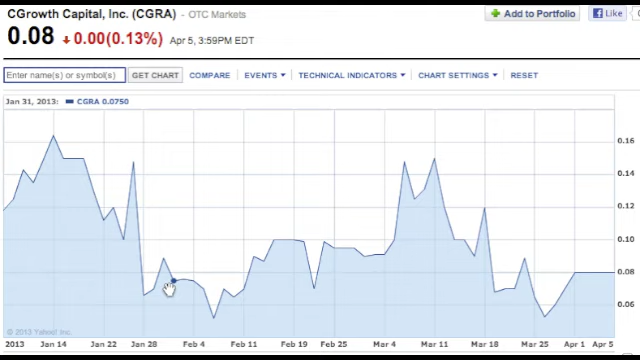 CGrowth Capital, Inc. (CGRA) - OTC Markets
Add to Portfolio
Like
0.08 0.00(0.13%) Apr 5, 3:59PM EDT
Enter name(s) or symbol(s) GET CHART COMPARE EVENTS TECHNICAL INDICATORS CHART SETTINGS RESET
Jan 31, 2013: CGRA 0.0750
0.16
0.14
0.12
0.10
0.08
0.06
© 2013 Yahoo! Inc.
2013 Jan 14 Jan 22 Jan 28 Feb 4 Feb 11 Feb 19 Feb 25 Mar 4 Mar 11 Mar 18 Mar 25 Apr 1 Apr 5